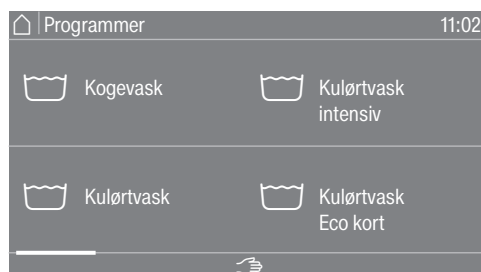 Programmer 11:02
Kogevask
Kulørtvask
intensiv
Kulørtvask
Kulørtvask
Eco kort